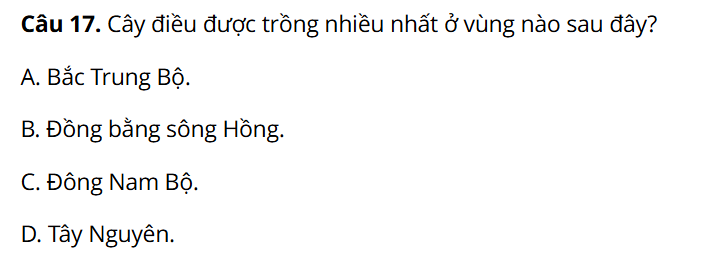 Câu 17. Cây điều được trồng nhiều nhất ở vùng nào sau đây?
A. Bắc Trung Bộ.
B. Đồng bằng sông Hồng.
C. Đông Nam Bộ.
D. Tây Nguyên.